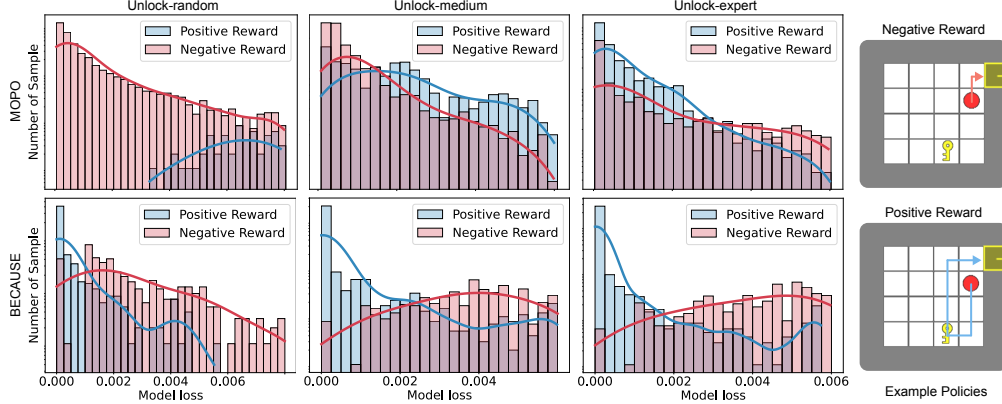 Unlock-random
Unlock-medium
Unlock-expert
MOPO
Number of Sample
Positive Reward
Negative Reward
Positive Reward
Negative Reward
Positive Reward
Negative Reward
Negative Reward
BECAUSE
Number of Sample
Positive Reward
Negative Reward
Positive Reward
Negative Reward
Positive Reward
Negative Reward
Positive Reward
0.000 0.002 0.004 0.006
0.000 0.002 0.004
0.000 0.002 0.004 0.006
Model loss
Model loss
Model loss
Example Policies